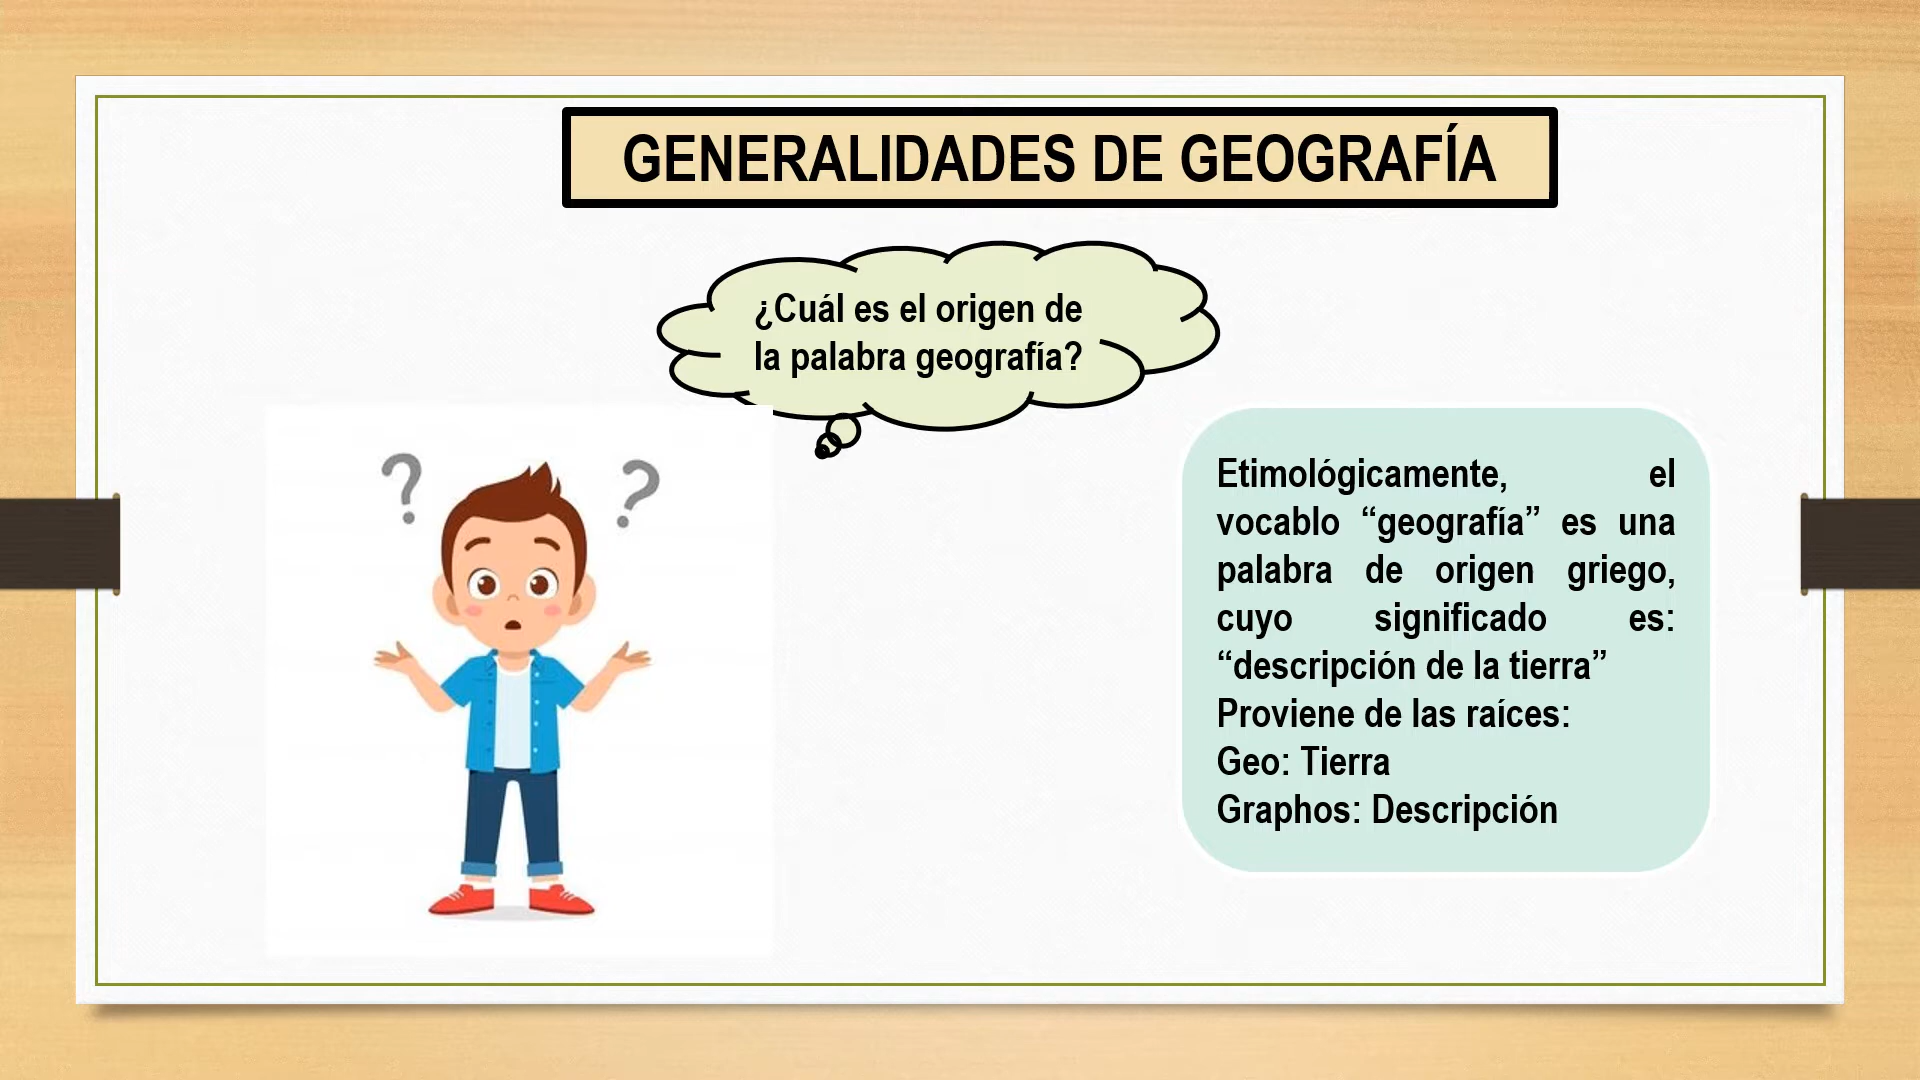 GENERALIDADES DE GEOGRAFÍA
¿Cuál es el origen de
la palabra geografía?
? ?
Etimológicamente, el
vocablo “geografía” es una
palabra de origen griego,
cuyo significado es:
“descripción de la tierra”
Proviene de las raíces:
Geo: Tierra
Graphos: Descripción